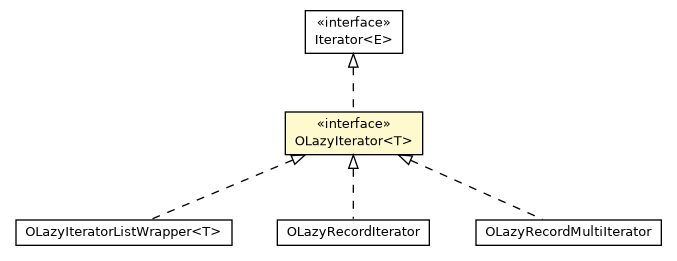 «interface»
Iterator<E>
«interface»
OLazyIterator<T>
OLazyIteratorListWrapper<T>
OLazyRecordIterator
OLazyRecordMultiIterator